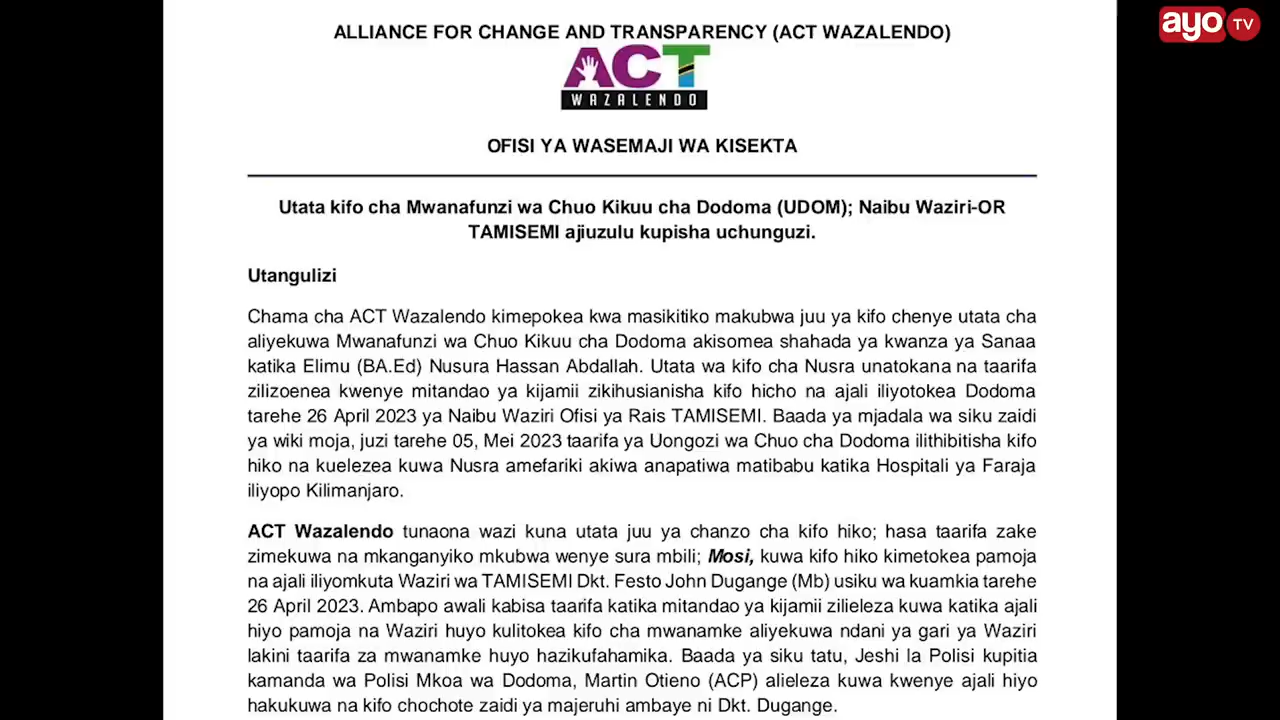 ayo TV
ALLIANCE FOR CHANGE AND TRANSPARENCY (ACT WAZALENDO)
ACT
WAZALENDO
OFISI YA WASEMAJI WA KISEKTA
Utata kifo cha Mwanafunzi wa Chuo Kikuu cha Dodoma (UDOM); Naibu Waziri-OR
TAMISEMI ajiuzulu kupisha uchunguzi.
Utangulizi
Chama cha ACT Wazalendo kimepokea kwa masikitiko makubwa juu ya kifo chenye utata cha
aliyekuwa Mwanafunzi wa Chuo Kikuu cha Dodoma akisomea shahada ya kwanza ya Sanaa
katika Elimu (BA.Ed) Nusura Hassan Abdallah. Utata wa kifo cha Nusra unatokana na taarifa
zilizoenea kwenye mitandao ya kijamii zikihusianisha kifo hicho na ajali iliyotokea Dodoma
tarehe 26 April 2023 ya Naibu Waziri Ofisi ya Rais TAMISEMI. Baada ya mjadala wa siku zaidi
ya wiki moja, juzi tarehe 05, Mei 2023 taarifa ya Uongozi wa Chuo cha Dodoma ilithibitisha kifo
hiko na kuelezea kuwa Nusra amefariki akiwa anapatiwa matibabu katika Hospitali ya Faraja
iliyopo Kilimanjaro.
ACT Wazalendo tunaona wazi kuna utata juu ya chanzo cha kifo hiko; hasa taarifa zake
zimekuwa na mkanganyiko mkubwa wenye sura mbili; Mosi, kuwa kifo hiko kimetokea pamoja
na ajali iliyomkuta Waziri wa TAMISEMI Dkt. Festo John Dugange (Mb) usiku wa kuamkia tarehe
26 April 2023. Ambapo awali kabisa taarifa katika mitandao ya kijamii zilieleza kuwa katika ajali
hiyo pamoja na Waziri huyo kulitokea kifo cha mwanamke aliyekuwa ndani ya gari ya Waziri
lakini taarifa za mwanamke huyo hazikufahamika. Baada ya siku tatu, Jeshi la Polisi kupitia
kamanda wa Polisi Mkoa wa Dodoma, Martin Otieno (ACP) alieleza kuwa kwenye ajali hiyo
hakukuwa na kifo chochote zaidi ya majeruhi ambaye ni Dkt. Dugange.